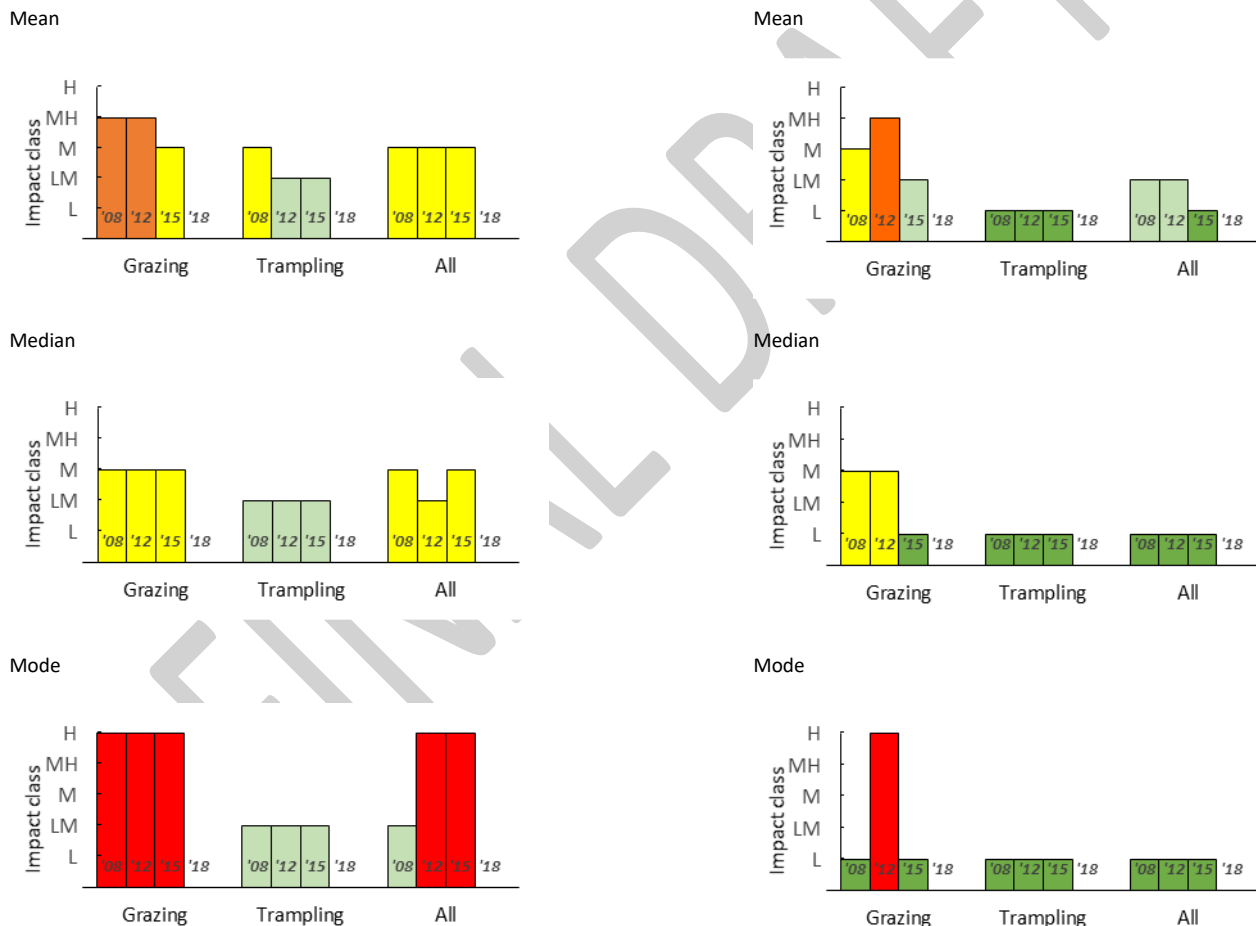 Mean
H
MH
M
LM
L
Impact class
'08 '12 '15 '18 '08 '12 '15 '18 '08 '12 '15 '18
Grazing Trampling All
Mean
H
MH
M
LM
L
Impact class
'08 '12 '15 '18 '08 '12 '15 '18 '08 '12 '15 '18
Grazing Trampling All
Median
H
MH
M
LM
L
Impact class
'08 '12 '15 '18 '08 '12 '15 '18 '08 '12 '15 '18
Grazing Trampling All
Median
H
MH
M
LM
L
Impact class
'08 '12 '15 '18 '08 '12 '15 '18 '08 '12 '15 '18
Grazing Trampling All
Mode
H
MH
M
LM
L
Impact class
'08 '12 '15 '18 '08 '12 '15 '18 '08 '12 '15 '18
Grazing Trampling All
Mode
H
MH
M
LM
L
Impact class
'08 '12 '15 '18 '08 '12 '15 '18 '08 '12 '15 '18
Grazing Trampling All